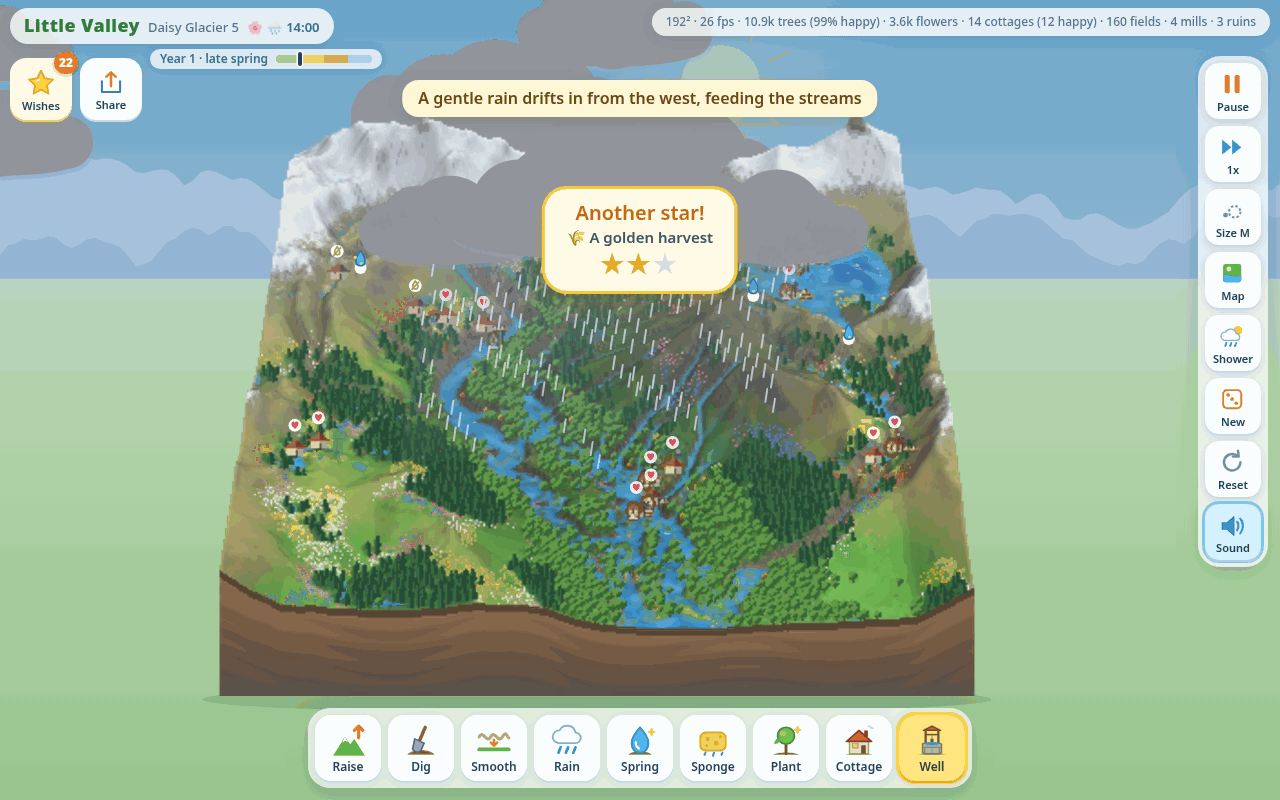 Little Valley Daisy Glacier 5 14:00
192² · 26 fps · 10.9k trees (99% happy) · 3.6k flowers · 14 cottages (12 happy) · 160 fields · 4 mills · 3 ruins
Year 1 · late spring
22
Wishes
Share
A gentle rain drifts in from the west, feeding the streams
Another star!
A golden harvest
Pause
1x
Size M
Map
Shower
New
Reset
Sound
Raise
Dig
Smooth
Rain
Spring
Sponge
Plant
Cottage
Well